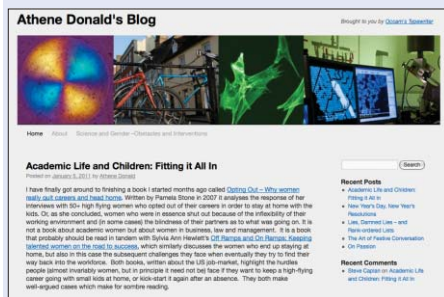 Athene Donald's Blog
Brought to you by Occam's Typewriter
Home About Science and Gender –Obstacles and Interventions
Academic Life and Children: Fitting it All In
Posted on January 5, 2011 by Athene Donald
I have finally got around to finishing a book I started months ago called Opting Out – Why women
really quit careers and head home. Written by Pamela Stone in 2007 it analyses the response of her
interviews with 50+ high flying women who opted out of their careers in order to stay at home with the
kids. Or, as she concluded, women who were in essence shut out because of the inflexibility of their
working environment and (in some cases) the blindness of their partners as to what was going on. It is
not a book about academic women but about women in business, law and management. It is a book
that probably should be read in tandem with Sylvia Ann Hewlett's Off Ramps and On Ramps: Keeping
talented women on the road to success, which similarly discusses the women who end up staying at
home, but also in this case the subsequent challenges they face when eventually they try to find their
way back into the workforce. Both books, written about the US job-market, highlight the hurdles
people (almost invariably women, but in principle it need not be) face if they want to keep a high-flying
career going with small kids at home, or kick-start it again after an absence. They both make
well-argued cases which make for sombre reading.
Search
Recent Posts
Academic Life and Children:
Fitting it All In
New Year's Day, New Year's
Resolutions
Lies, Damned Lies – and
Rank-ordered Lists
The Art of Festive Conversation
On Passion
Recent Comments
Steve Caplan on Academic
Life and Children: Fitting it All
In